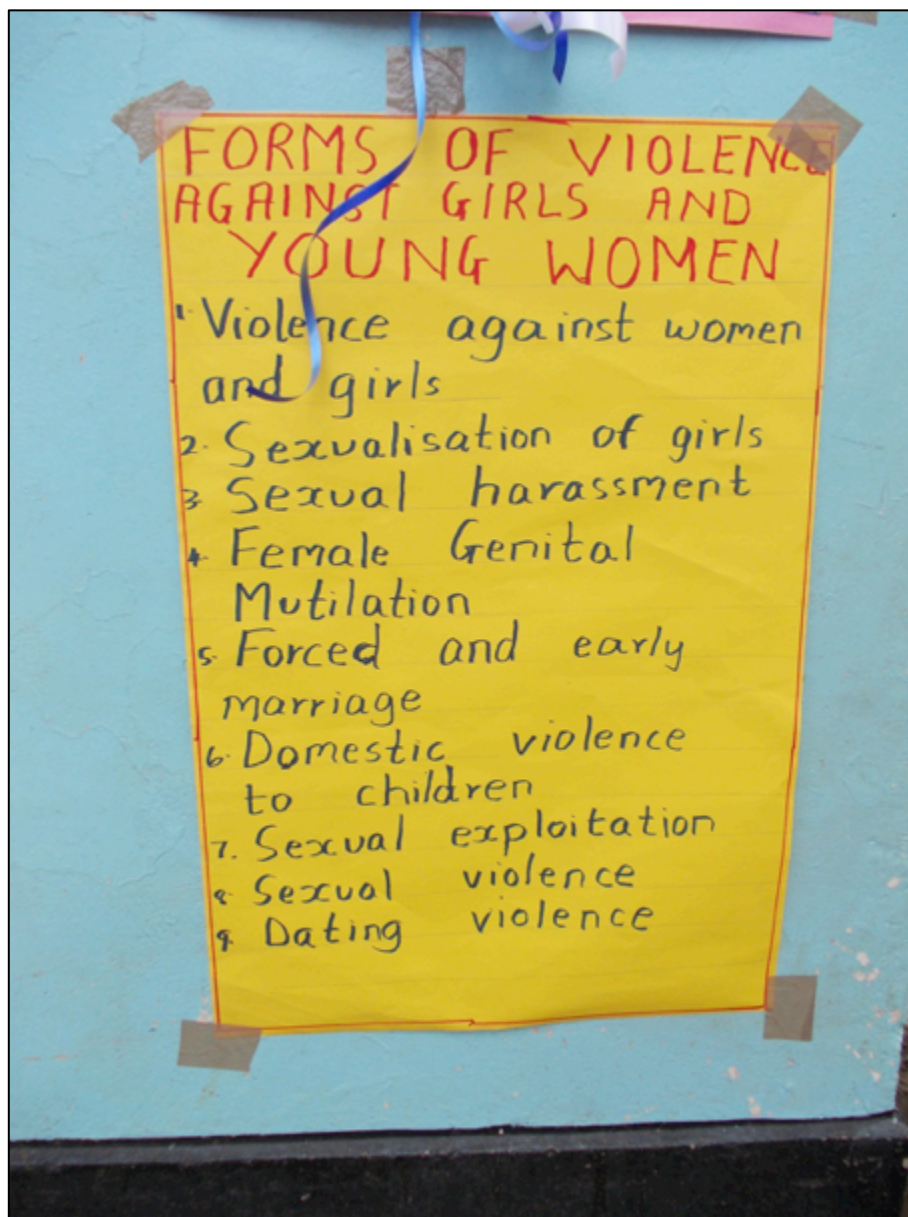 FORMS OF VIOLENCE
AGAINST GIRLS AND
YOUNG WOMEN
1. Violence against women
and girls
2. Sexualisation of girls
3. Sexual harassment
4. Female Genital
Mutilation
5. Forced and early
marriage
6. Domestic violence
to children
7. Sexual exploitation
8. Sexual violence
9. Dating violence